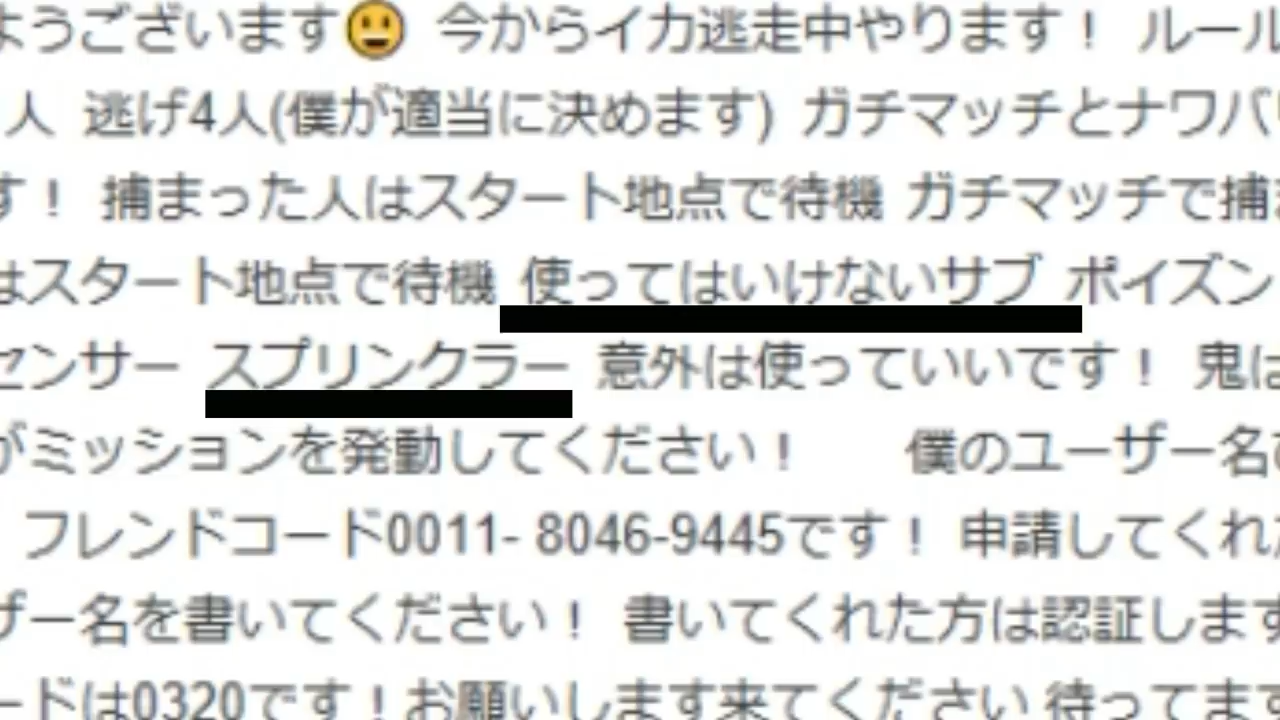 ようございます😃 今からイカ逃走中やります！ ルール
人 逃げ4人(僕が適当に決めます) ガチマッチとナワバ
す！ 捕まった人はスタート地点で待機 ガチマッチで捕
はスタート地点で待機 使ってはいけないサブ ポイズン
センサー スプリンクラー 意外は使っていいです！ 鬼は
がミッションを発動してください！ 僕のユーザー名
フレンドコード0011- 8046-9445です！ 申請してくれ
ザー名を書いてください！ 書いてくれた方は認証します
ードは0320です！お願いします来てください 待ってます